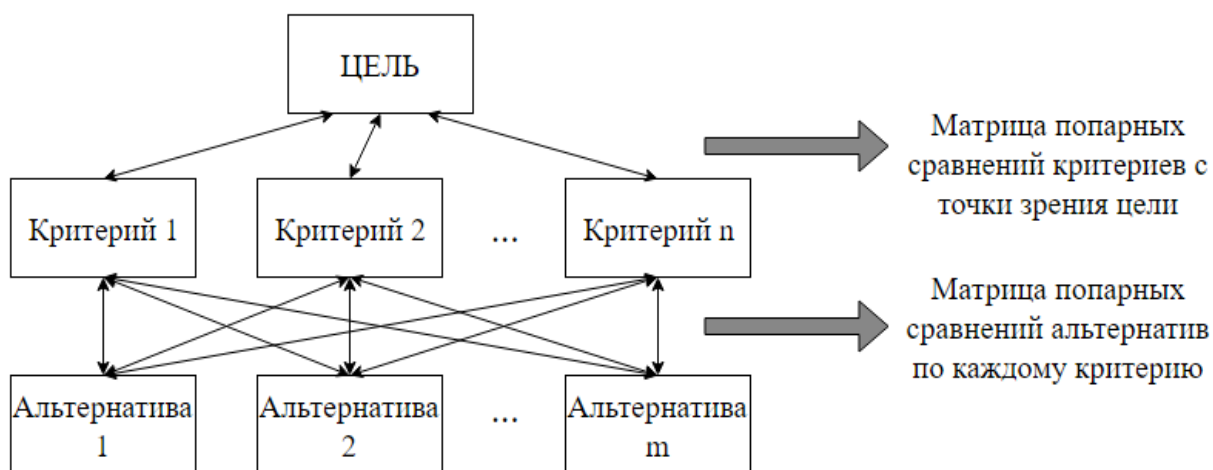 ЦЕЛЬ
Матрица попарных
сравнений критериев с
точки зрения цели
Критерий 1
Критерий 2
...
Критерий n
Матрица попарных
сравнений альтернатив
по каждому критерию
Альтернатива
1
Альтернатива
2
...
Альтернатива
m